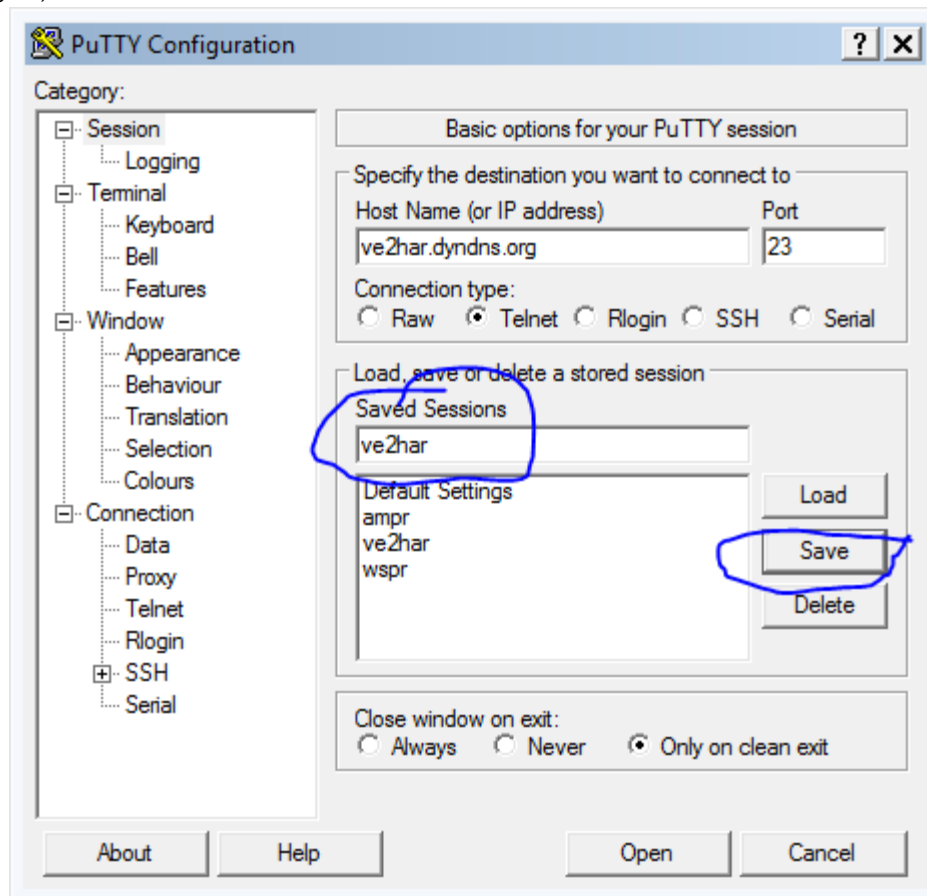 PuTTY Configuration
? X
Category:
Session
Logging
Terminal
Keyboard
Bell
Features
Window
Appearance
Behaviour
Translation
Selection
Colours
Connection
Data
Proxy
Telnet
Rlogin
SSH
Serial
Basic options for your PuTTY session
Specify the destination you want to connect to
Host Name (or IP address) Port
ve2har.dyndns.org 23
Connection type:
Raw Telnet Rlogin SSH Serial
Load, save or delete a stored session
Saved Sessions
ve2har
Default Settings
ampr
ve2har
wspr
Load
Save
Delete
Close window on exit:
Always Never Only on clean exit
About Help Open Cancel